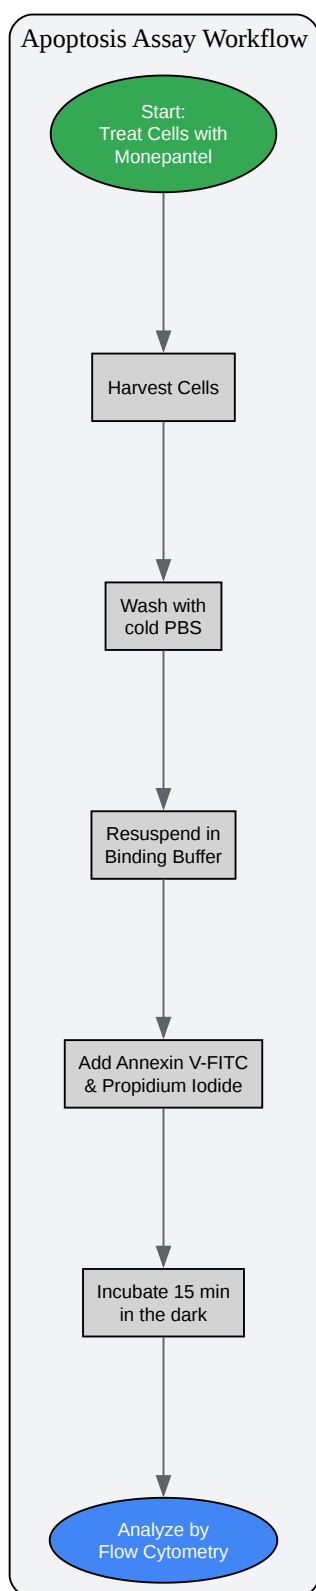 Apoptosis Assay Workflow
Start:
Treat Cells with
Monepantel
Harvest Cells
Wash with
cold PBS
Resuspend in
Binding Buffer
Add Annexin V-FITC
& Propidium Iodide
Incubate 15 min
in the dark
Analyze by
Flow Cytometry